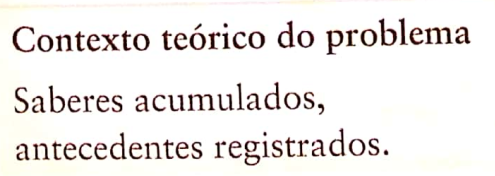 Contexto teórico do problema
Saberes acumulados,
antecedentes registrados.